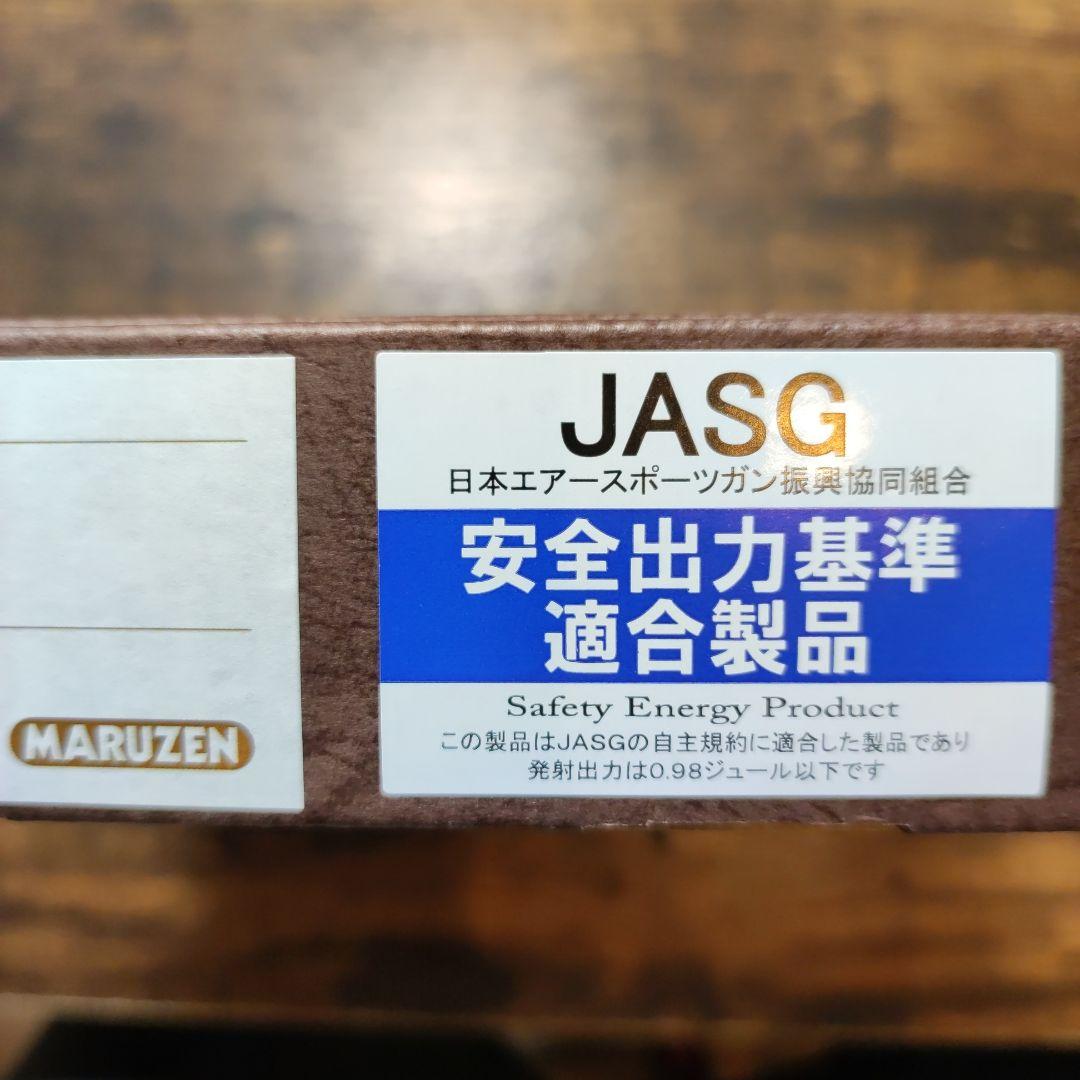 MARUZEN
JASG
日本エアースポーツガン振興協同組合
安全出力基準
適合製品
Safety Energy Product
この製品はJASGの自主規約に適合した製品であり
発射出力は0.98ジュール以下です